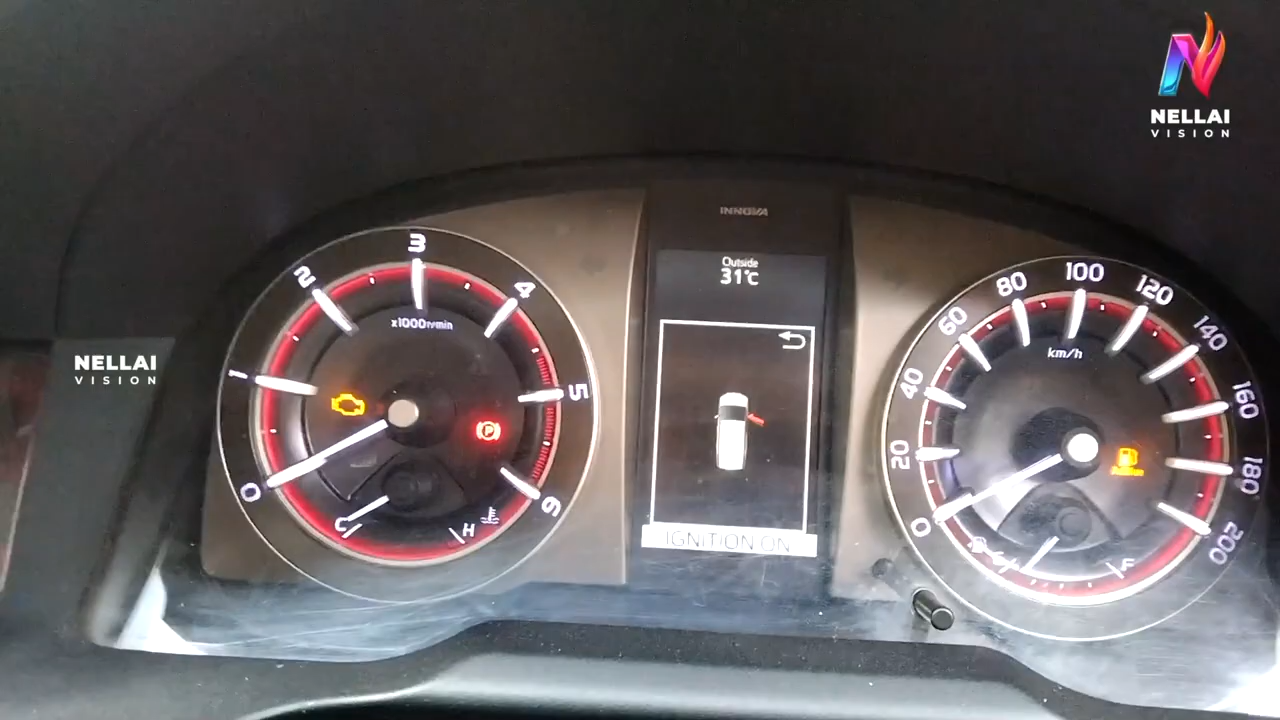 NELLAI
VISION
INNOVA
Outside
31°C
NELLAI
VISION
0
1
2
3
4
5
6
x1000r/min
C
H
IGNITION ON
0
20
40
60
80
100
120
140
160
180
200
km/h
F